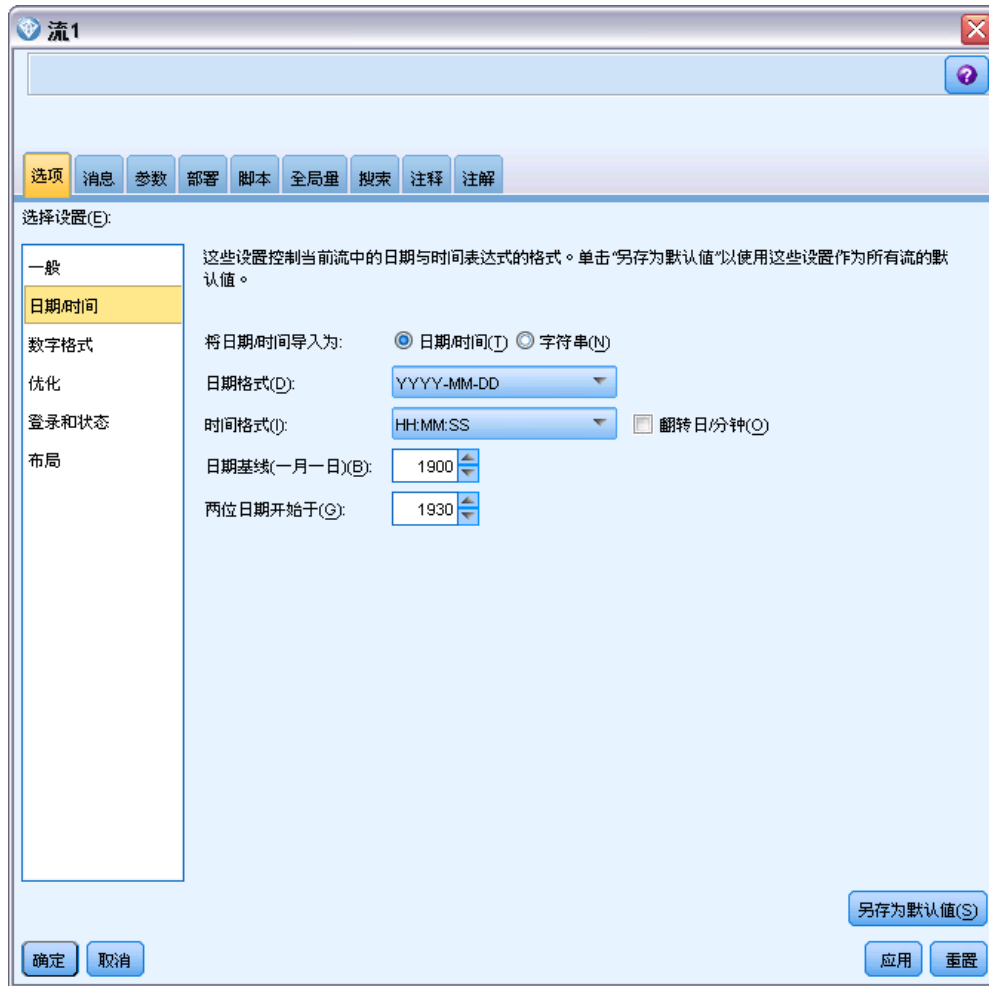 流1
选项 消息 参数 部署 脚本 全局量 搜索 注释 注解
选择设置(E):
一般
日期/时间
数字格式
优化
登录和状态
布局
这些设置控制当前流中的日期与时间表达式的格式。单击“另存为默认值”以使用这些设置作为所有流的默
认值。
将日期/时间导入为: 日期/时间(T) 字符串(N)
日期格式(D): YYYY-MM-DD
时间格式(I): HH:MM:SS 翻转日/分钟(O)
日期基线(一月一日)(B): 1900
两位日期开始于(G): 1930
另存为默认值(S)
确定 取消 应用 重置